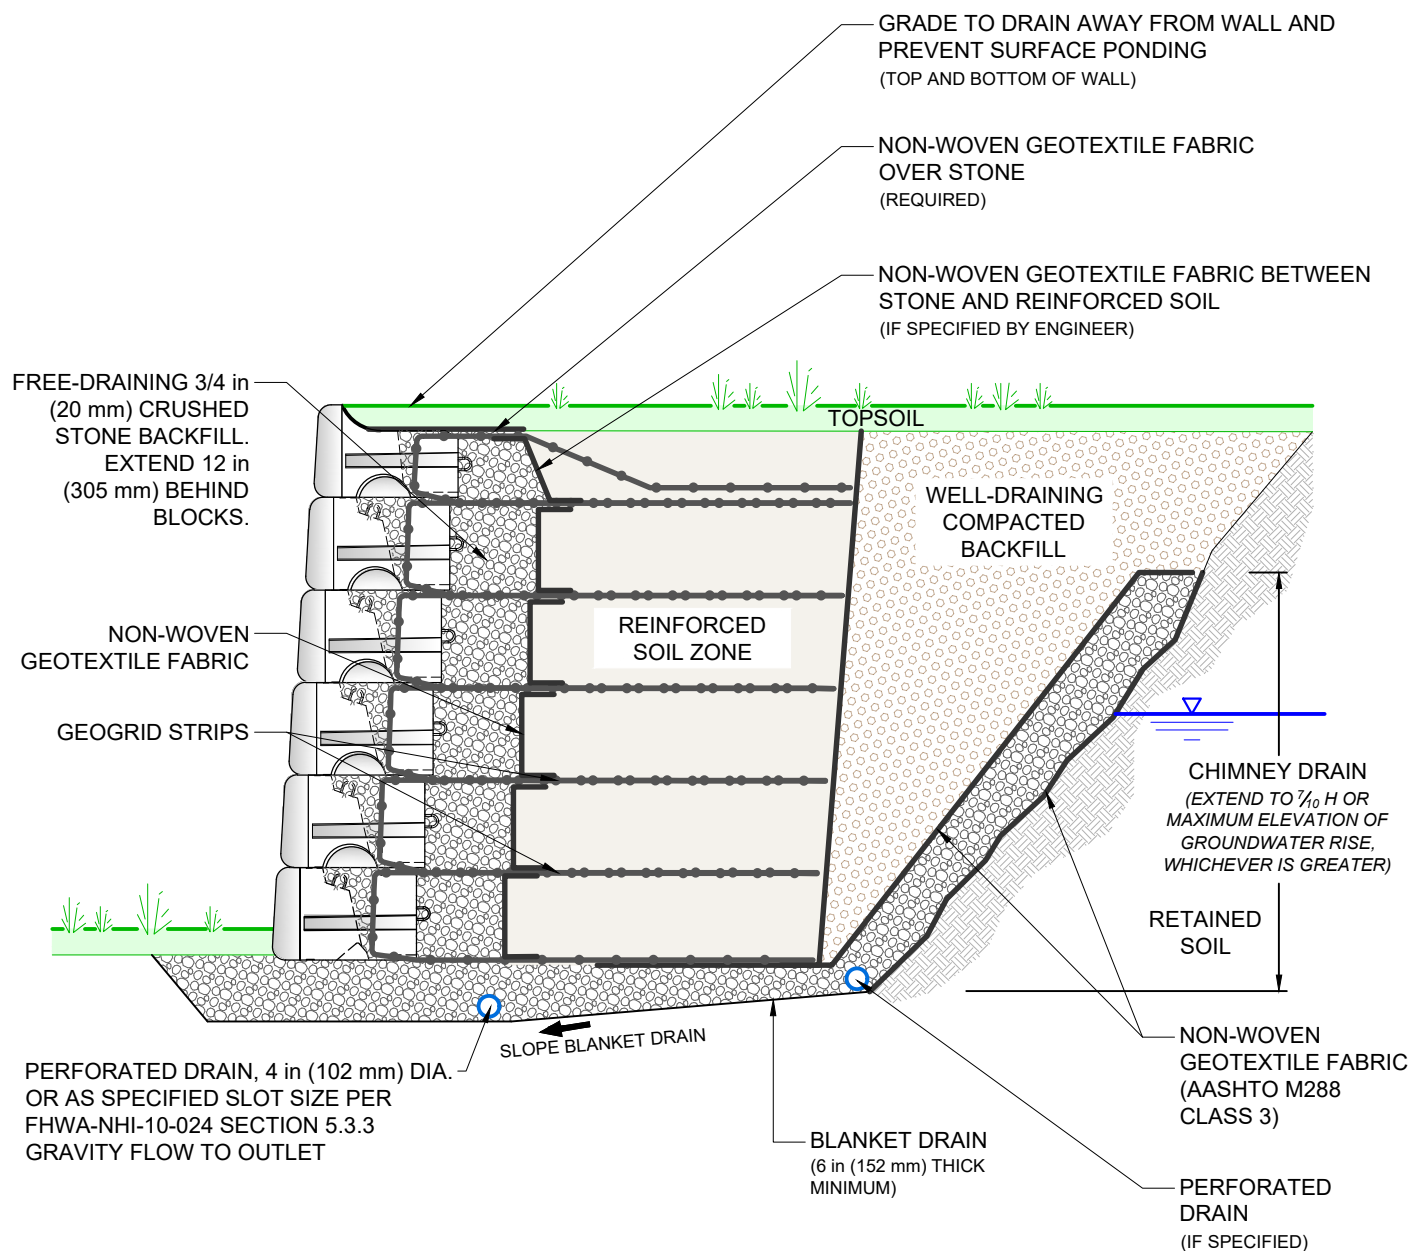 GRADE TO DRAIN AWAY FROM WALL AND
PREVENT SURFACE PONDING
(TOP AND BOTTOM OF WALL)
NON-WOVEN GEOTEXTILE FABRIC
OVER STONE
(REQUIRED)
NON-WOVEN GEOTEXTILE FABRIC BETWEEN
STONE AND REINFORCED SOIL
(IF SPECIFIED BY ENGINEER)
FREE-DRAINING 3/4 in
(20 mm) CRUSHED
STONE BACKFILL.
EXTEND 12 in
(305 mm) BEHIND
BLOCKS.
TOPSOIL
WELL-DRAINING
COMPACTED
BACKFILL
NON-WOVEN
GEOTEXTILE FABRIC
REINFORCED
SOIL ZONE
GEOGRID STRIPS
CHIMNEY DRAIN
(EXTEND TO 7/10 H OR
MAXIMUM ELEVATION OF
GROUNDWATER RISE,
WHICHEVER IS GREATER)
RETAINED
SOIL
SLOPE BLANKET DRAIN
PERFORATED DRAIN, 4 in (102 mm) DIA.
OR AS SPECIFIED SLOT SIZE PER
FHWA-NHI-10-024 SECTION 5.3.3
GRAVITY FLOW TO OUTLET
NON-WOVEN
GEOTEXTILE FABRIC
(AASHTO M288
CLASS 3)
BLANKET DRAIN
(6 in (152 mm) THICK
MINIMUM)
PERFORATED
DRAIN
(IF SPECIFIED)